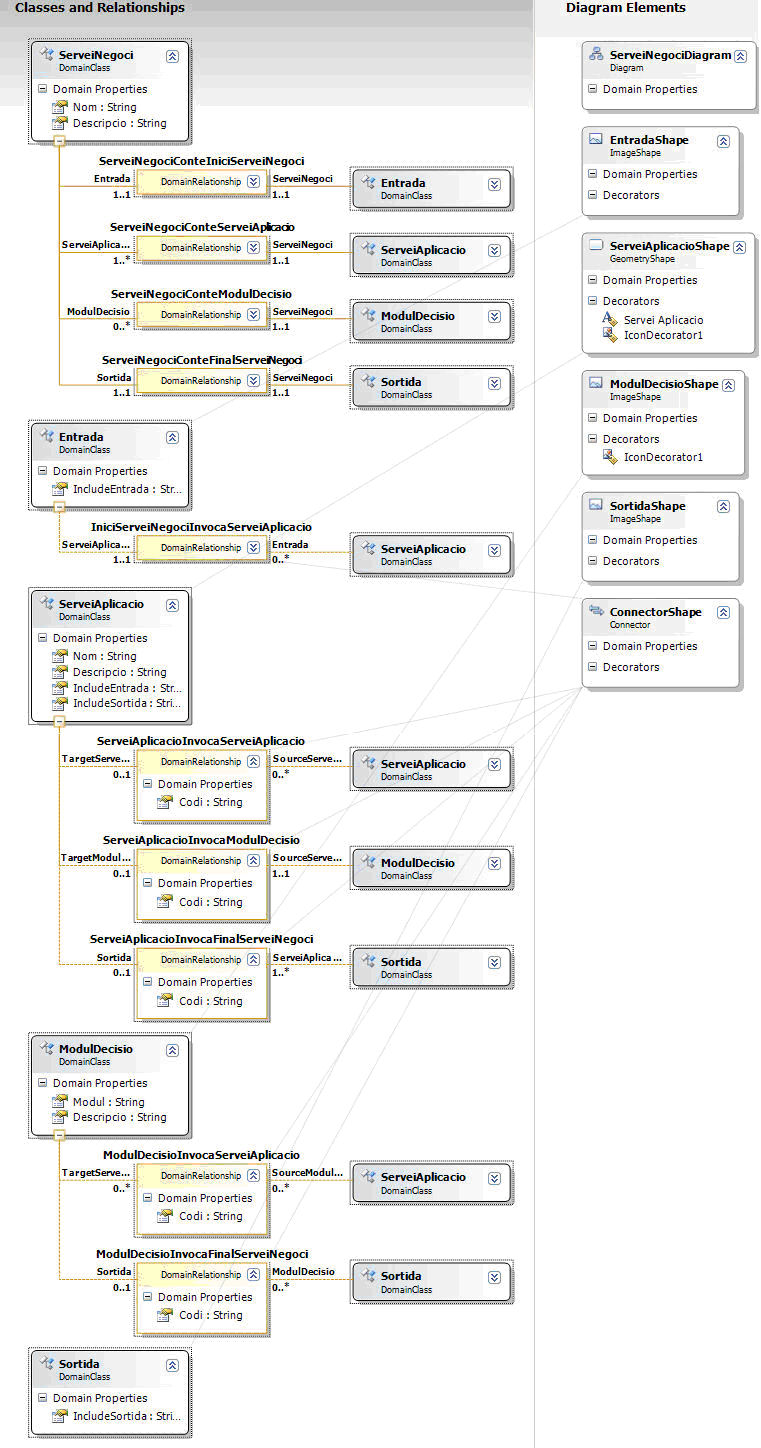 Classes and Relationships
ServeiNegoci
DomainClass
Domain Properties
Nom : String
Descripcio : String
ServeiNegociConteIniciServeiNegoci
Entrada
1..1
DomainRelationship
ServeiNegoci
1..1
Entrada
DomainClass
ServeiNegociConteServeiAplicacio
ServeiAplica...
1..*
DomainRelationship
ServeiNegoci
1..1
ServeiAplicacio
DomainClass
ServeiNegociConteModulDecisio
ModulDecisio
0..*
DomainRelationship
ServeiNegoci
1..1
ModulDecisio
DomainClass
ServeiNegociConteFinalServeiNegoci
Sortida
1..1
DomainRelationship
ServeiNegoci
1..1
Sortida
DomainClass
Entrada
DomainClass
Domain Properties
IncludeEntrada : Str...
IniciServeiNegociInvocaServeiAplicacio
ServeiAplica...
1..1
DomainRelationship
Entrada
0..*
ServeiAplicacio
DomainClass
ServeiAplicacio
DomainClass
Domain Properties
Nom : String
Descripcio : String
IncludeEntrada : Str...
IncludeSortida : Stri...
ServeiAplicacioInvocaServeiAplicacio
TargetServe...
0..1
DomainRelationship
Domain Properties
Codi : String
SourceServe...
0..*
ServeiAplicacio
DomainClass
ServeiAplicacioInvocaModulDecisio
TargetModul...
0..1
DomainRelationship
Domain Properties
Codi : String
SourceServe...
1..1
ModulDecisio
DomainClass
ServeiAplicacioInvocaFinalServeiNegoci
Sortida
0..1
DomainRelationship
Domain Properties
Codi : String
ServeiAplica...
1..*
Sortida
DomainClass
ModulDecisio
DomainClass
Domain Properties
Modul : String
Descripcio : String
ModulDecisioInvocaServeiAplicacio
TargetServe...
0..*
DomainRelationship
Domain Properties
Codi : String
SourceModul...
0..*
ServeiAplicacio
DomainClass
ModulDecisioInvocaFinalServeiNegoci
Sortida
0..1
DomainRelationship
Domain Properties
Codi : String
ModulDecisio
0..*
Sortida
DomainClass
Sortida
DomainClass
Domain Properties
IncludeSortida : Stri...
Diagram Elements
ServeiNegociDiagram
Diagram
Domain Properties
EntradaShape
ImageShape
Domain Properties
Decorators
ServeiAplicacioShape
GeometryShape
Domain Properties
Decorators
Servei Aplicacio
IconDecorator1
ModulDecisioShape
ImageShape
Domain Properties
Decorators
IconDecorator1
SortidaShape
ImageShape
Domain Properties
Decorators
ConnectorShape
Connector
Domain Properties
Decorators